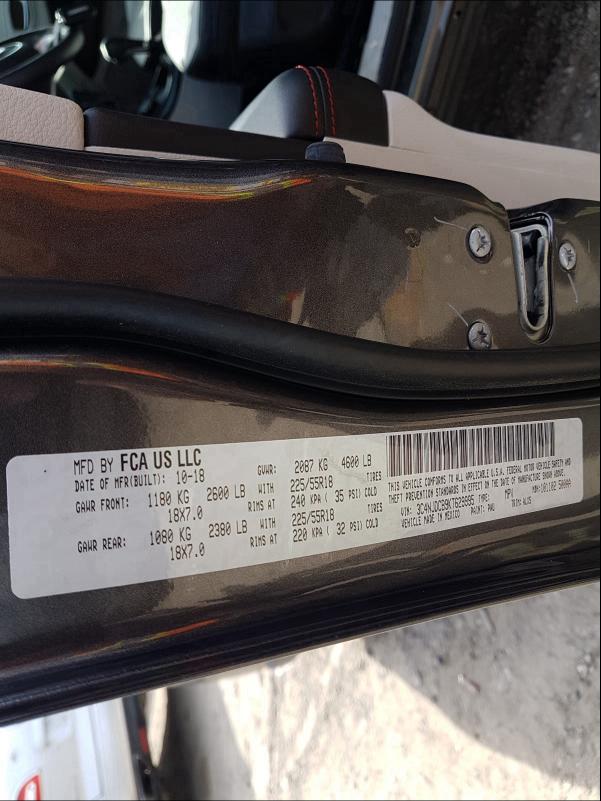 MFD BY FCA US LLC
DATE OF MFR(BUILT): 10-18 GVWR: 2087 KG 4600 LB
GAWR FRONT: 1180 KG 2600 LB WITH 225/55R18 TIRES
18X7.0 RIMS AT 240 KPA ( 35 PSI) COLD
GAWR REAR: 1080 KG 2380 LB WITH 225/55R18 TIRES
18X7.0 RIMS AT 220 KPA ( 32 PSI) COLD
THIS VEHICLE CONFORMS TO ALL APPLICABLE U.S.A. FEDERAL MOTOR VEHICLE SAFETY AND
THEFT PREVENTION STANDARDS IN EFFECT ON THE DATE OF MANUFACTURE SHOWN ABOVE.
VIN: TYPE: MPV MDH:
MADE IN MEXICO PAINT: TRIM: